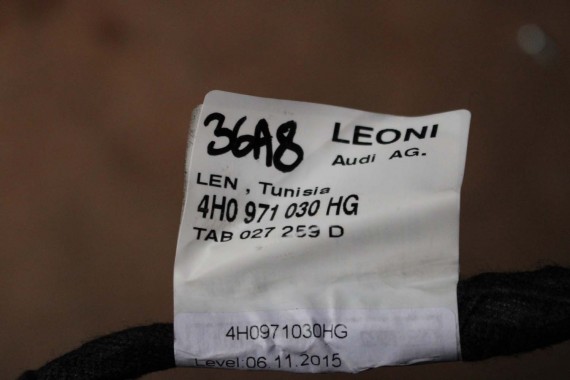 36A8 LEONI
Audi AG.
LEN , Tunisia
4H0 971 030 HG
TAB 027 259 D
4H0971030HG
Level:06.11.2015